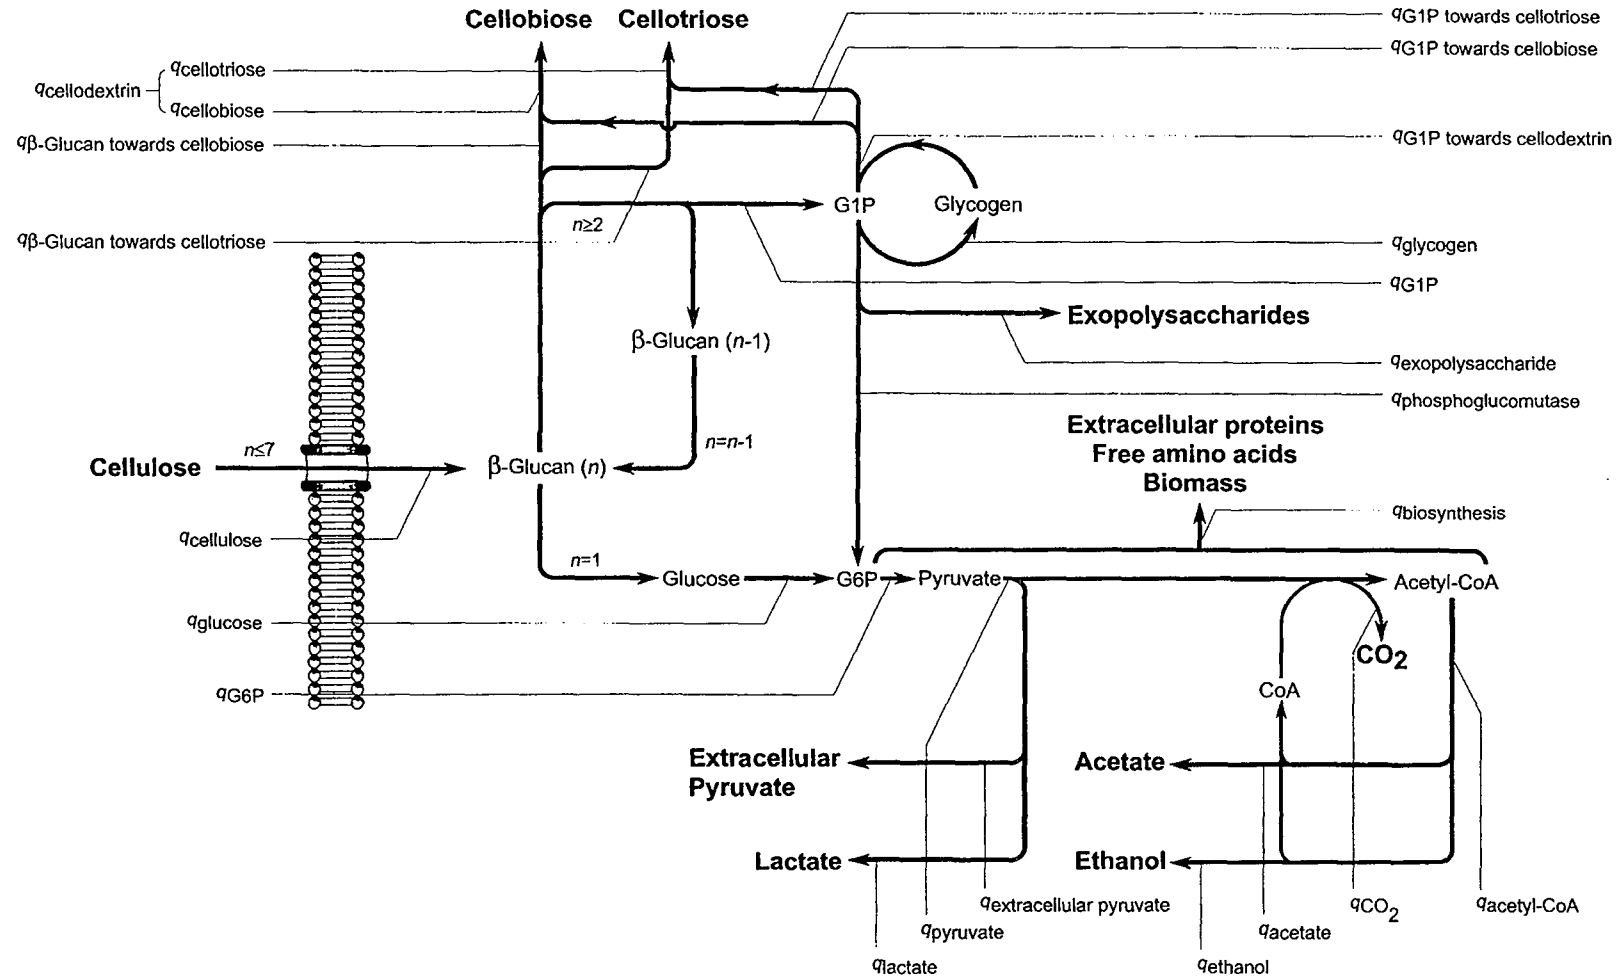 Cellobiose Cellotriose
qG1P towards cellotriose
qG1P towards cellobiose
qcellotriose
qcellodextrin
qcellobiose
qβ-Glucan towards cellobiose
qG1P towards cellodextrin
G1P Glycogen
n≥2
qβ-Glucan towards cellotriose
qglycogen
qG1P
Exopolysaccharides
β-Glucan (n-1)
qexopolysaccharide
qphosphoglucomutase
Extracellular proteins
Free amino acids
Biomass
n=n-1
n≤7
Cellulose
β-Glucan (n)
qbiosynthesis
qcellulose
n=1
Glucose G6P Pyruvate Acetyl-CoA
qglucose
CO2
qG6P
CoA
Extracellular
Pyruvate
Acetate
Lactate
Ethanol
qextracellular pyruvate
qCO2
qacetyl-CoA
qpyruvate
qacetate
qlactate
qethanol